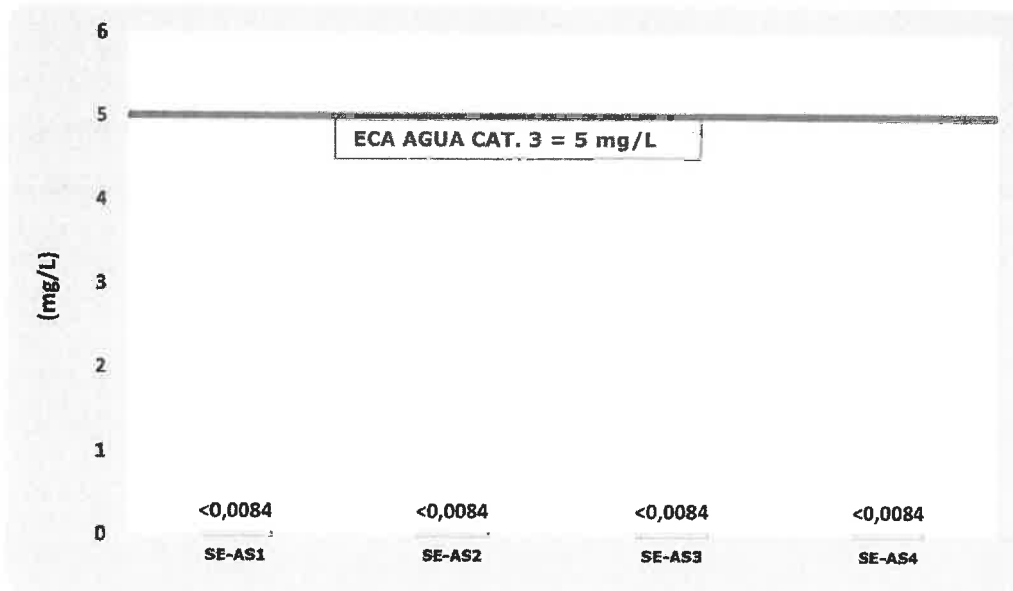 6
5
ECA AGUA CAT. 3 = 5 mg/L
4
(mg/L)
3
2
1
<0,0084 <0,0084 <0,0084 <0,0084
0
SE-AS1 SE-AS2 SE-AS3 SE-AS4